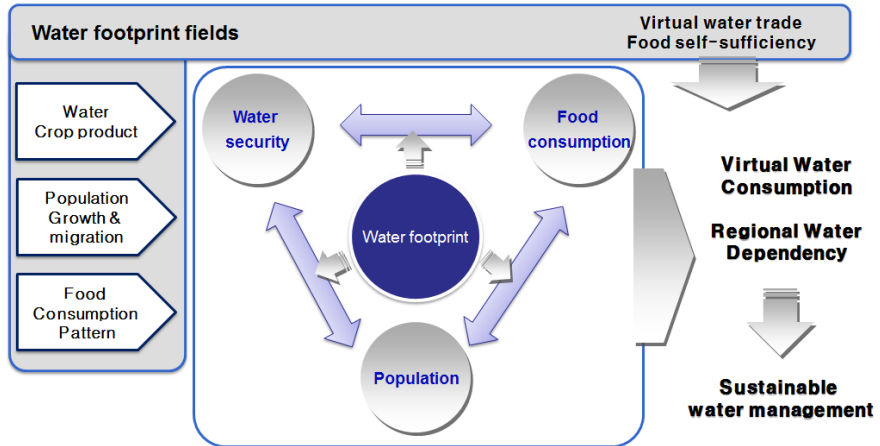 Water footprint fields
Virtual water trade
Food self-sufficiency
Water
Crop product
Population
Growth &
migration
Food
Consumption
Pattern
Water
security
Food
consumption
Water footprint
Population
Virtual Water
Consumption
Regional Water
Dependency
Sustainable
water management